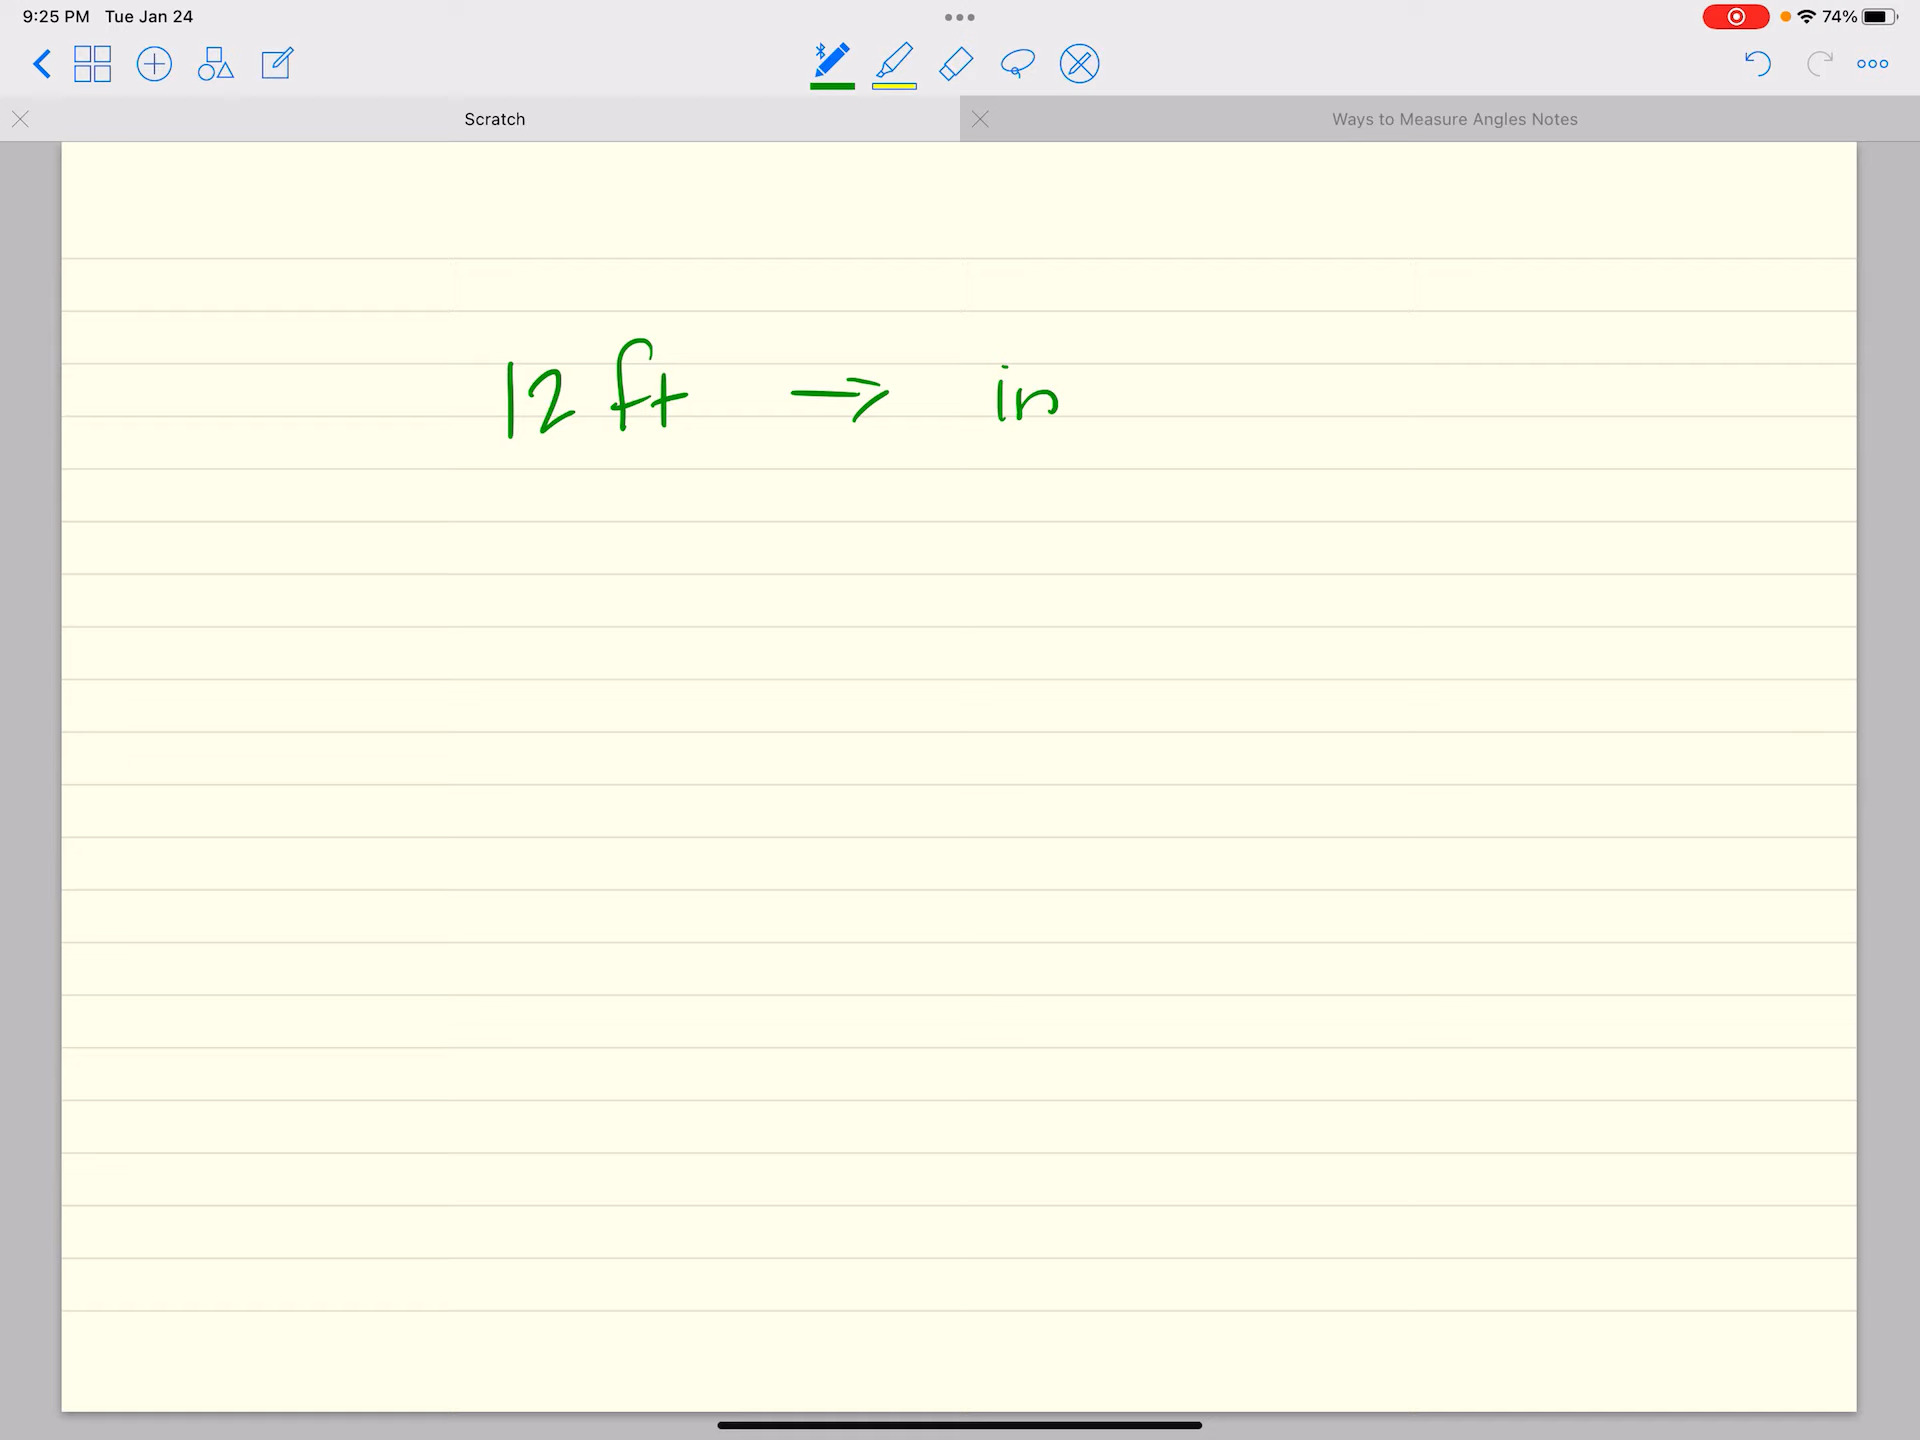 9:25 PM Tue Jan 24 74%
Scratch Ways to Measure Angles Notes
12 ft → in